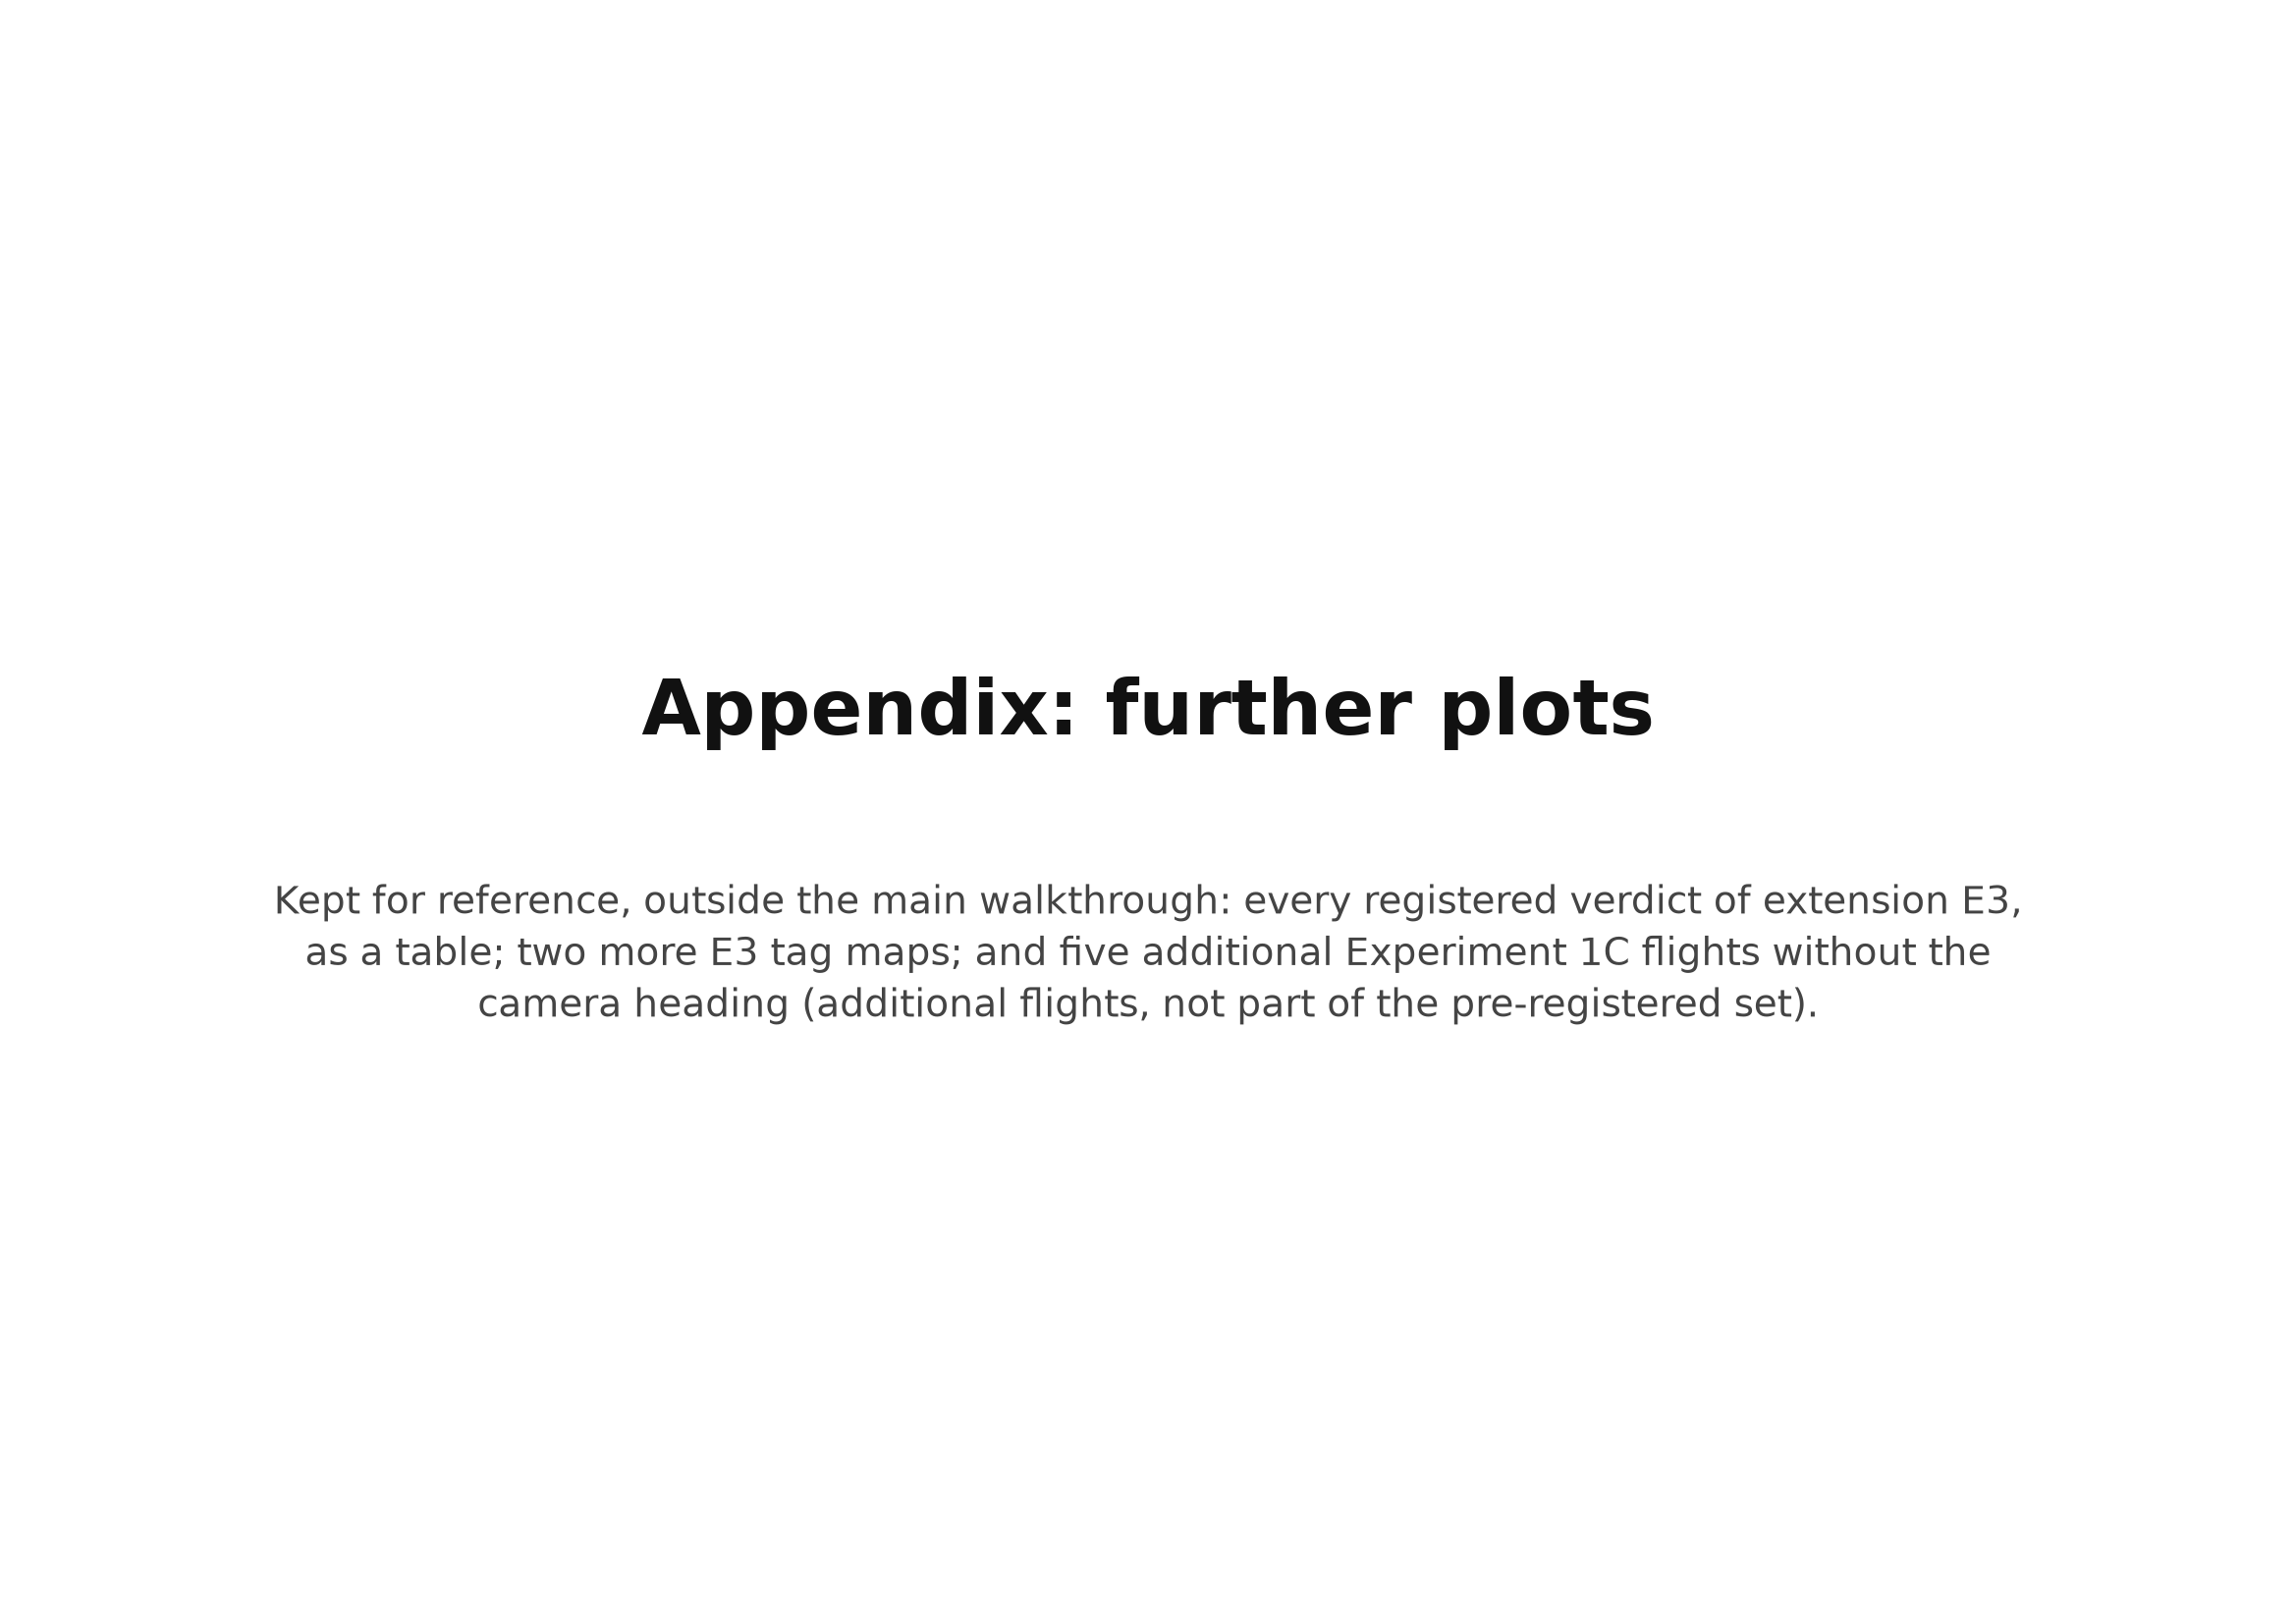 Appendix: further plots
Kept for reference, outside the main walkthrough: every registered verdict of extension E3,
as a table; two more E3 tag maps; and five additional Experiment 1C flights without the
camera heading (additional flights, not part of the pre-registered set).